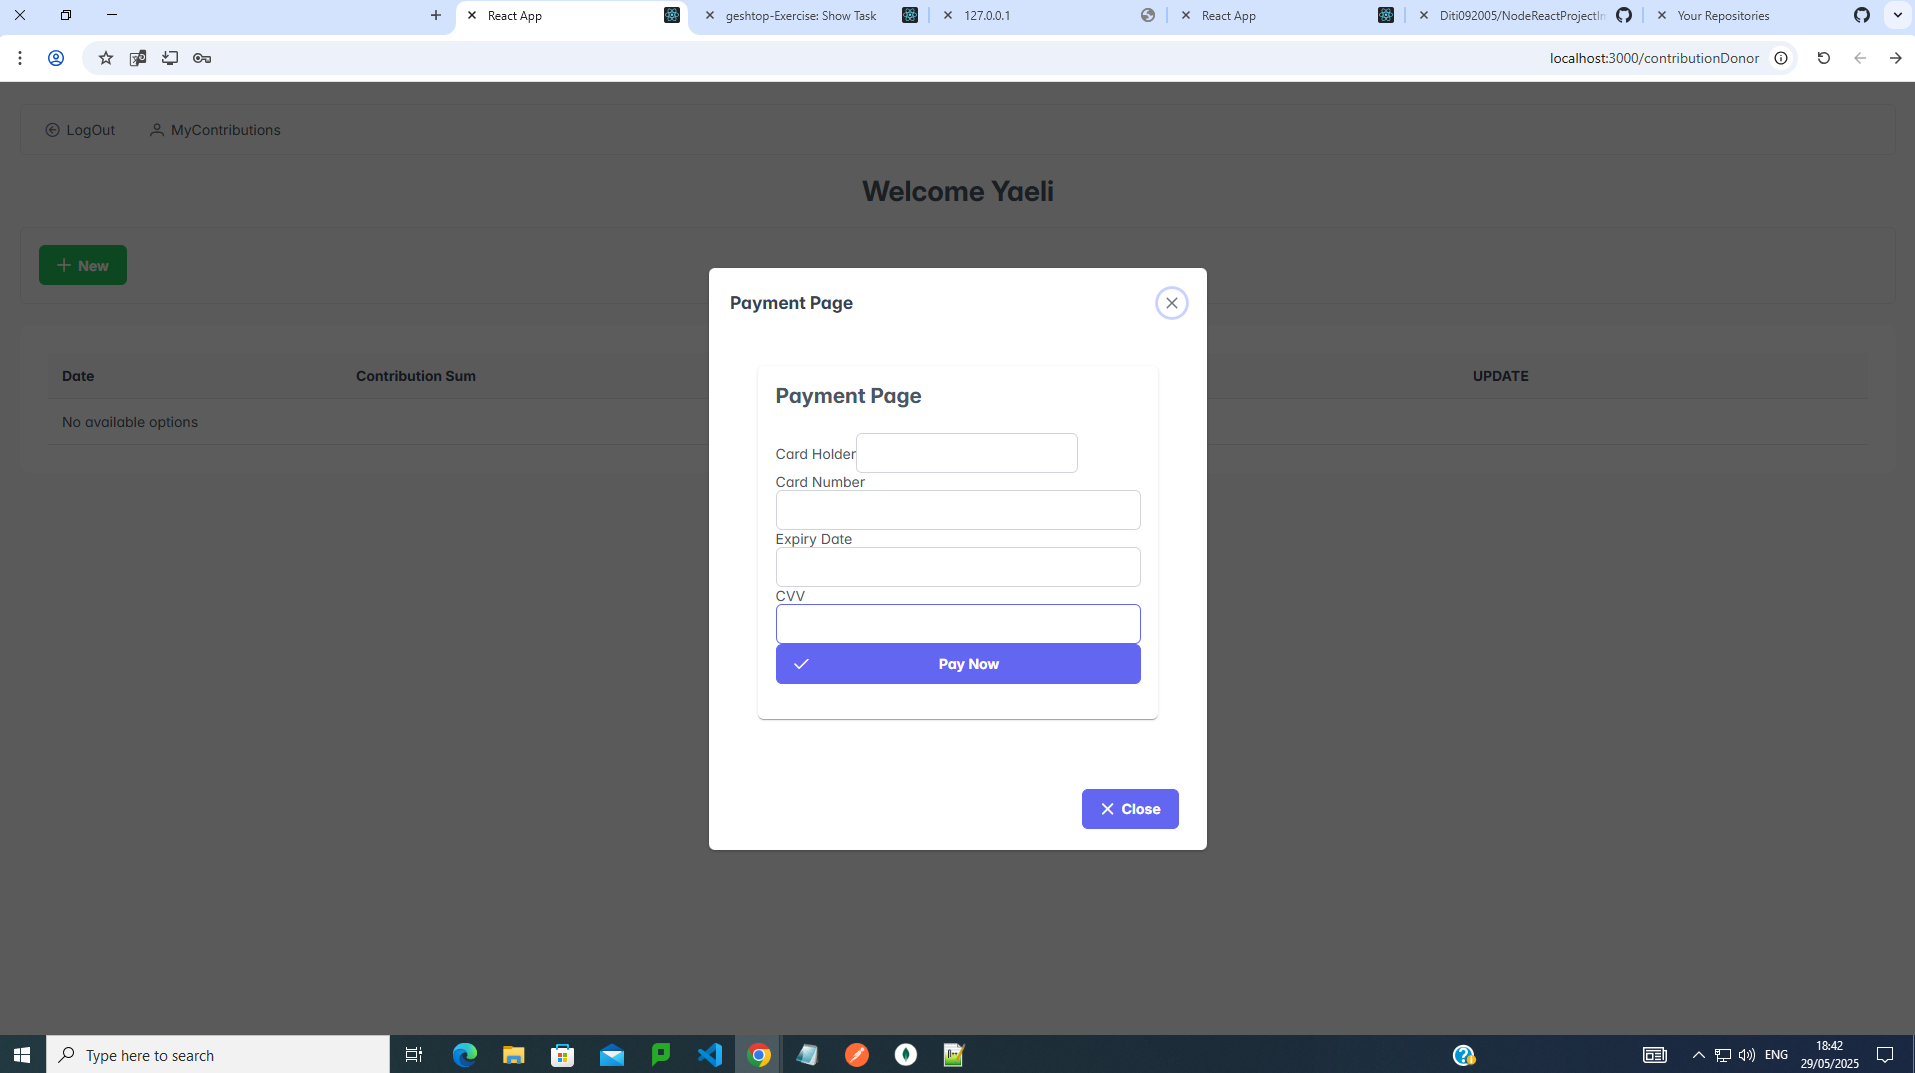 React App
geshtop-Exercise: Show Task
127.0.0.1
React App
Diti092005/NodeReactProjectIn
Your Repositories
localhost:3000/contributionDonor
LogOut
MyContributions
Welcome Yaeli
New
Date
Contribution Sum
UPDATE
No available options
Payment Page
Payment Page
Card Holder
Card Number
Expiry Date
CVV
Pay Now
Close
Type here to search
ENG
18:42
29/05/2025